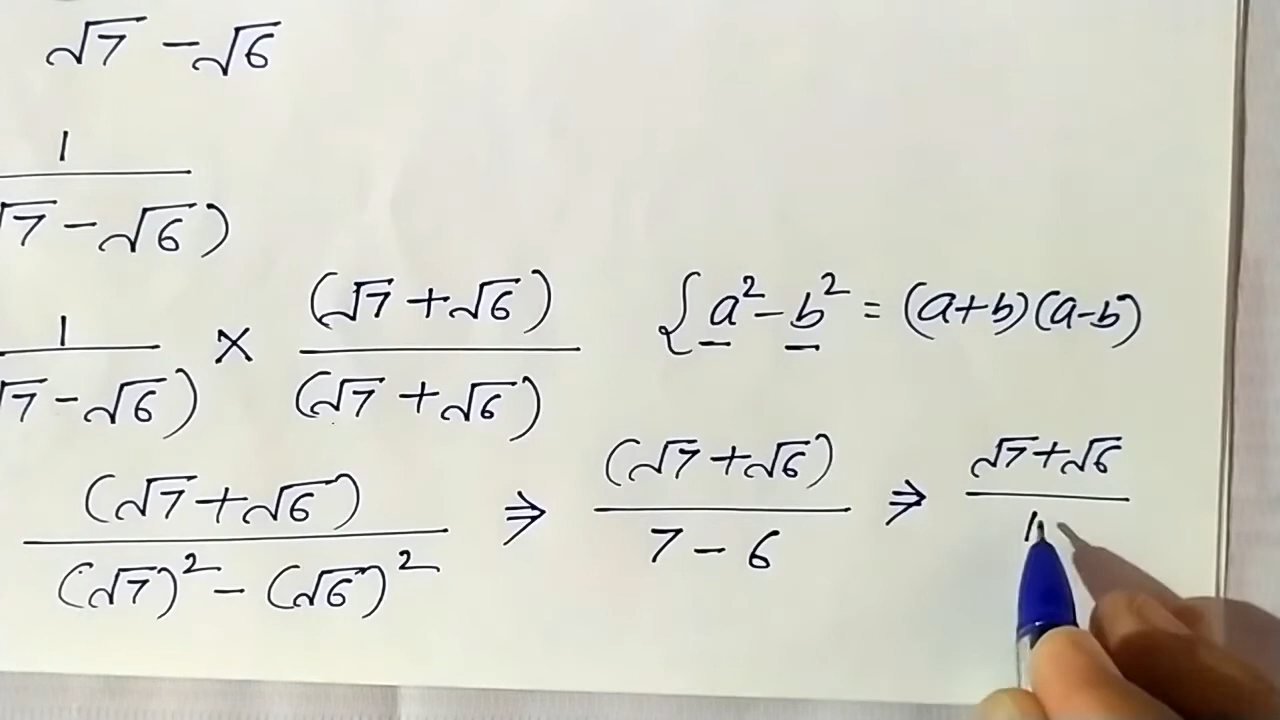 √7 - √6
1
√7 - √6)
1 / √7 - √6) × (√7 + √6) / (√7 + √6) { a² - b² = (a+b)(a-b)
(√7 + √6) / (√7)² - (√6)² ⇒ (√7 + √6) / 7 - 6 ⇒ √7 + √6 / 1